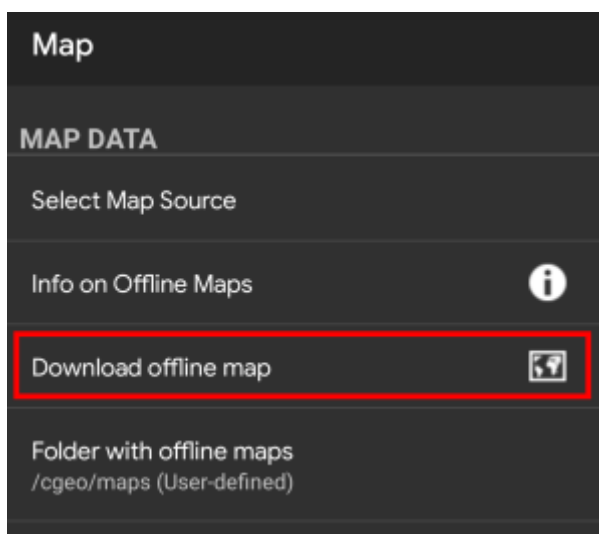 Map
MAP DATA
Select Map Source
Info on Offline Maps
Download offline map
Folder with offline maps
/cgeo/maps (User-defined)